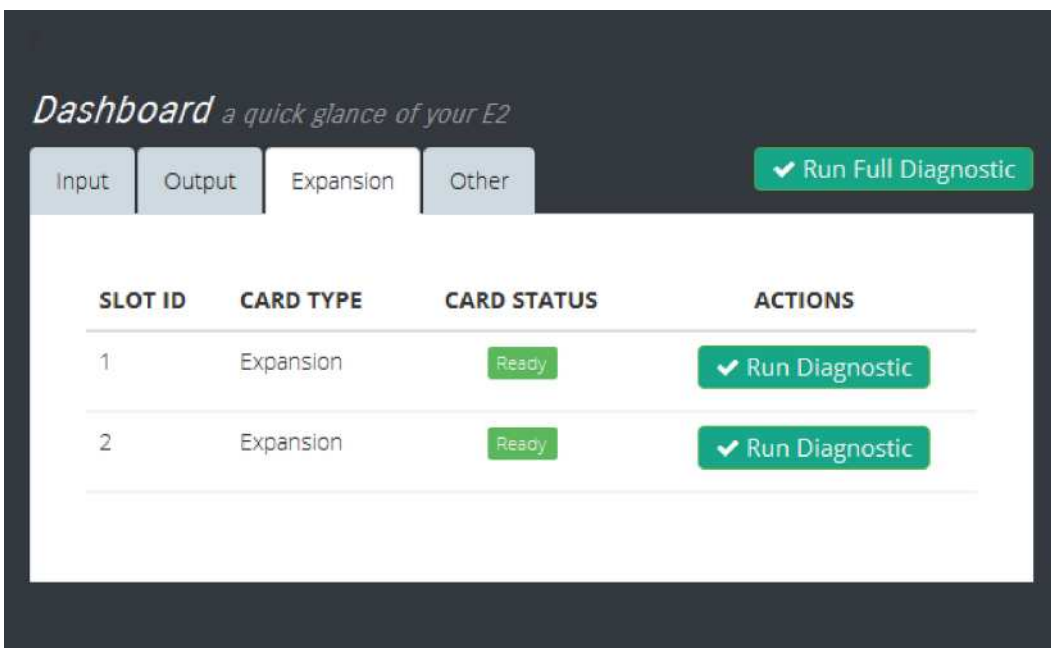 Dashboard a quick glance of your E2
Input Output Expansion Other ✔ Run Full Diagnostic
SLOT ID CARD TYPE CARD STATUS ACTIONS
1 Expansion Ready ✔ Run Diagnostic
2 Expansion Ready ✔ Run Diagnostic